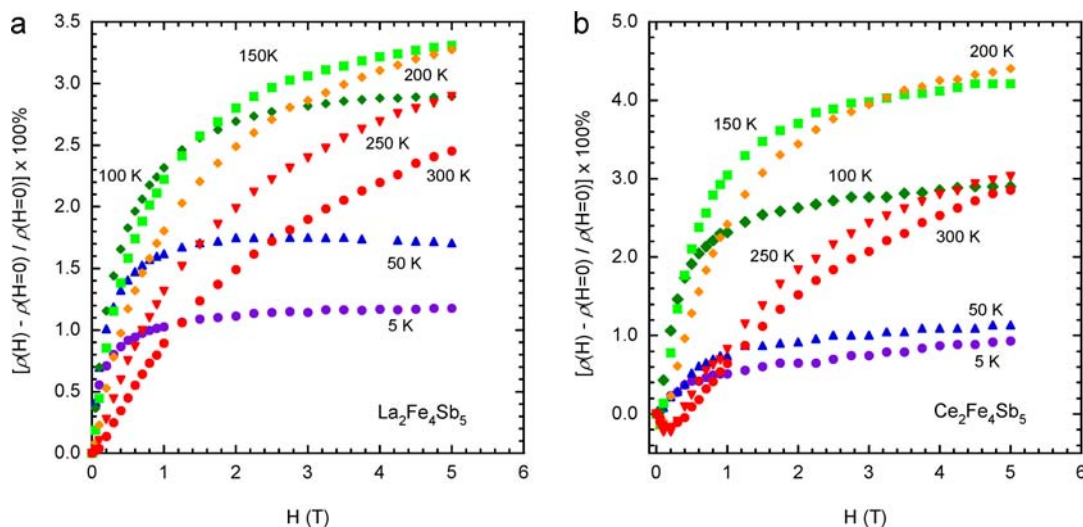 a
[ρ(H) - ρ(H=0) / ρ(H=0)] x 100%
3.5
3.0
2.5
2.0
1.5
1.0
0.5
0.0
150K
200 K
100 K
250 K
300 K
50 K
5 K
La₂Fe₄Sb₅
0 1 2 3 4 5 6
H (T)
b
[ρ(H) - ρ(H=0) / ρ(H=0)] x 100%
5.0
4.0
3.0
2.0
1.0
0.0
200 K
150 K
100 K
250 K
300 K
50 K
5 K
Ce₂Fe₄Sb₅
0 1 2 3 4 5 6
H (T)